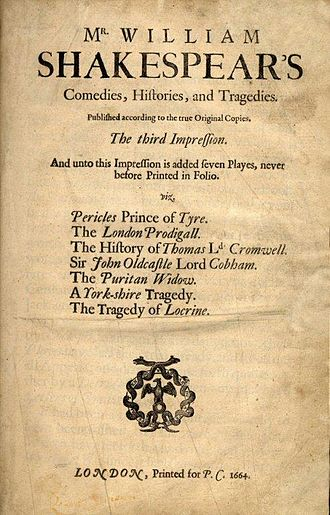 Mʳ. WILLIAM
SHAKESPEAR'S
Comedies, Hiſtories, and Tragedies.
Publiſhed according to the true Original Copies.
The third Impreſſion.
And unto this Impreſſion is added ſeven Playes, never
before Printed in Folio.
viz.
Pericles Prince of Tyre.
The London Prodigall.
The Hiſtory of Thomas Lᵈ Cromwell.
Sir John Oldcaſtle Lord Cobham.
The Puritan Widow.
A York-shire Tragedy.
The Tragedy of Locrine.
LONDON, Printed for P. C. 1664.